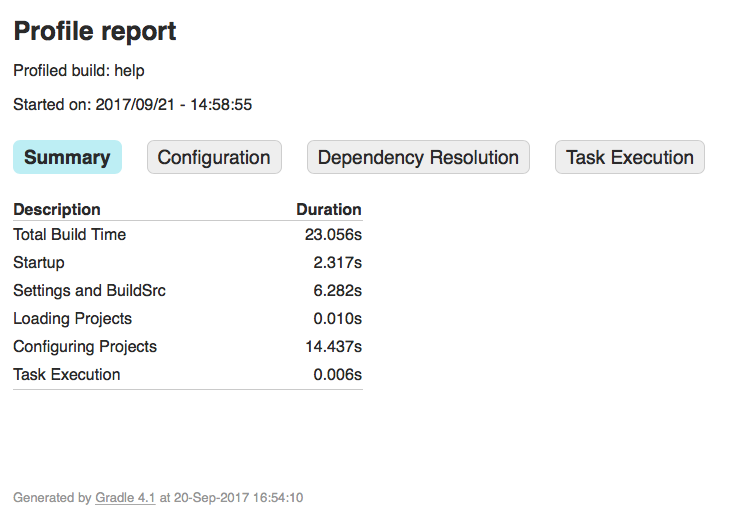 Profile report
Profiled build: help
Started on: 2017/09/21 - 14:58:55
Summary Configuration Dependency Resolution Task Execution
Description Duration
Total Build Time 23.056s
Startup 2.317s
Settings and BuildSrc 6.282s
Loading Projects 0.010s
Configuring Projects 14.437s
Task Execution 0.006s
Generated by Gradle 4.1 at 20-Sep-2017 16:54:10